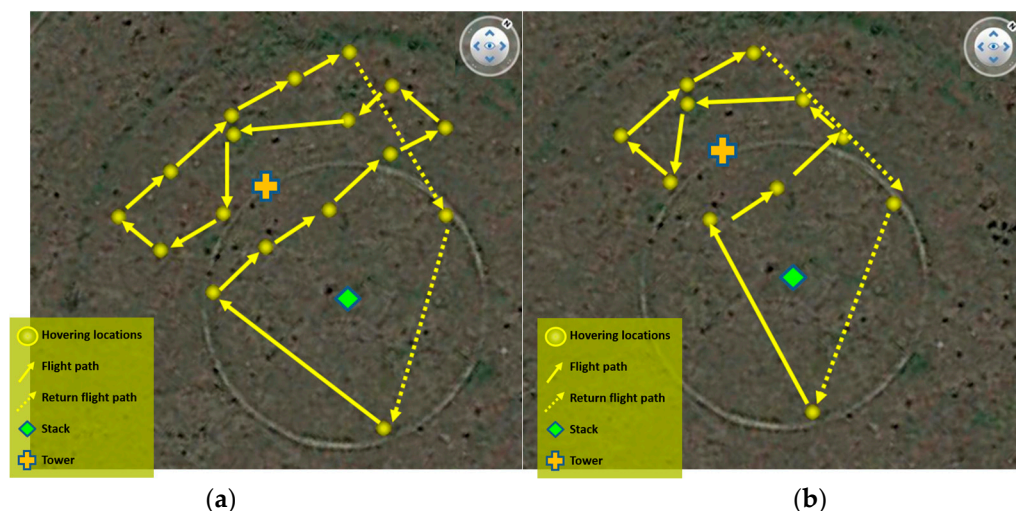 N
N
Hovering locations
Flight path
Return flight path
Stack
Tower
Hovering locations
Flight path
Return flight path
Stack
Tower
(a)
(b)